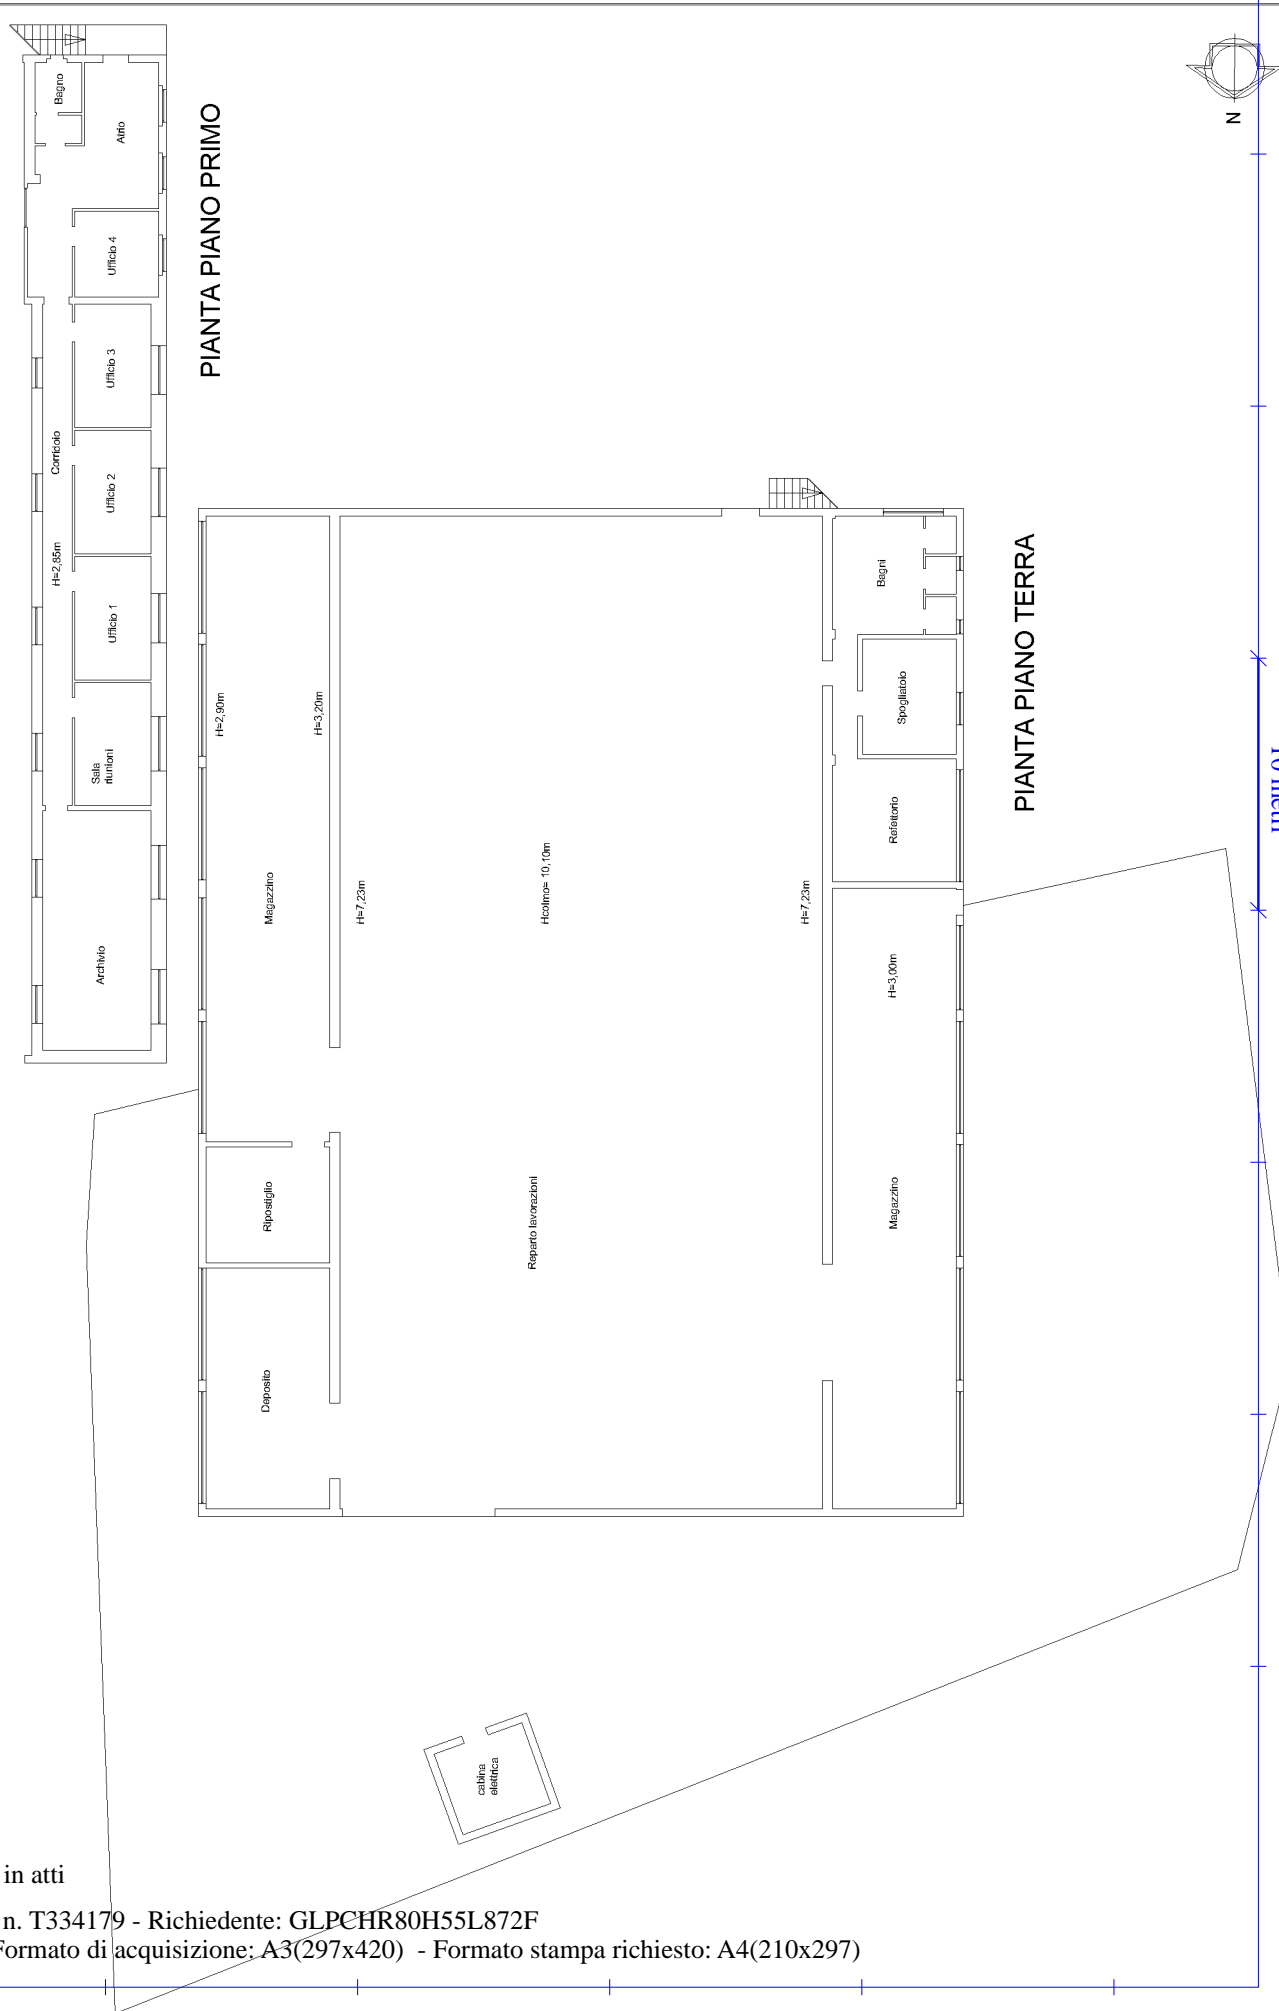 Bagno
Atrio
Ufficio 4
Ufficio 3
Corridoio
Ufficio 2
H=2,85m
Ufficio 1
Sala
riunioni
Archivio
PIANTA PIANO PRIMO
N
H=2,90m
H=3,20m
Magazzino
H=7,23m
Hcolmo= 10,10m
H=7,23m
Bagni
Spogliatoio
Refettorio
H=3,00m
Magazzino
Ripostiglio
Deposito
Reparto lavorazioni
PIANTA PIANO TERRA
10 metri
cabina
elettrica
in atti
n. T334179 - Richiedente: GLPCHR80H55L872F
Formato di acquisizione: A3(297x420) - Formato stampa richiesto: A4(210x297)